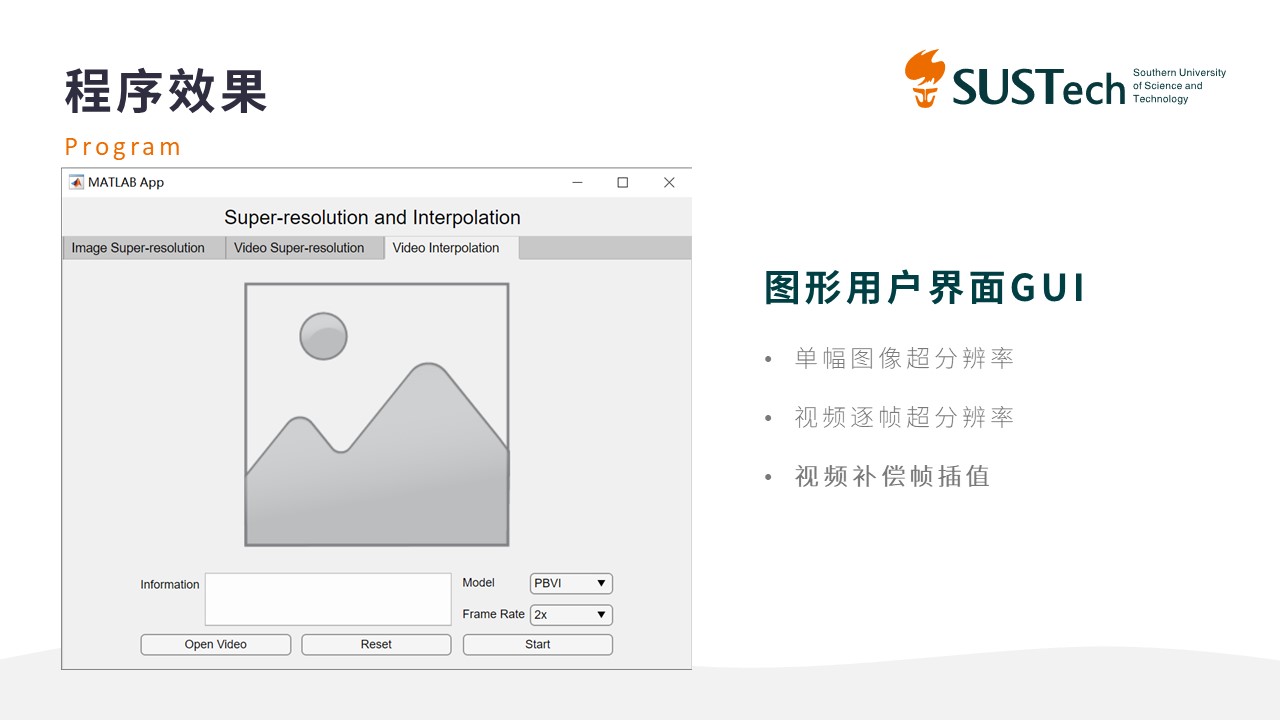 程序效果
Program
SUSTech
Southern University
of Science and
Technology
MATLAB App
Super-resolution and Interpolation
Image Super-resolution
Video Super-resolution
Video Interpolation
Information
Model
PBVI
Frame Rate
2x
Open Video
Reset
Start
图形用户界面GUI
• 单幅图像超分辨率
• 视频逐帧超分辨率
• 视频补偿帧插值